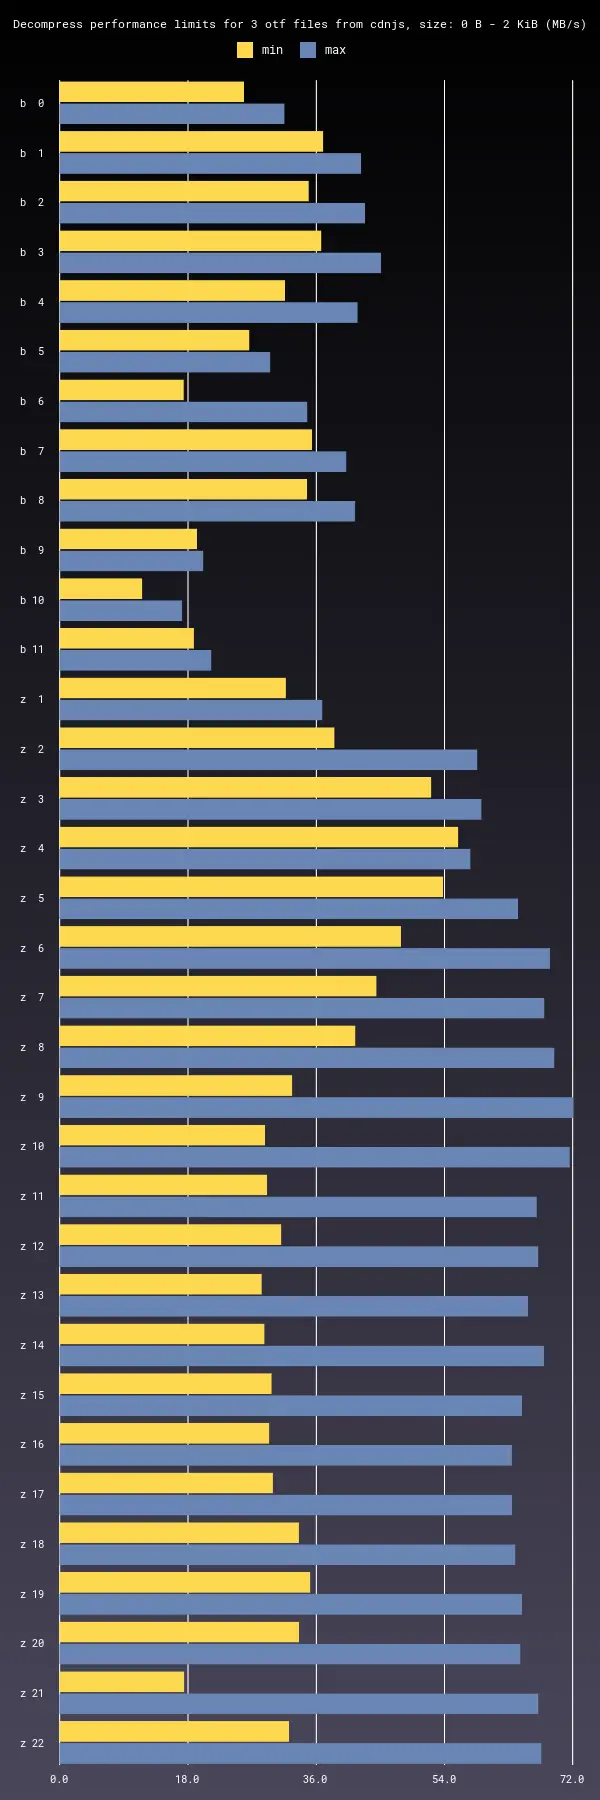 Decompress performance limits for 3 otf files from cdnjs, size: 0 B - 2 KiB (MB/s)
min max
b 0
b 1
b 2
b 3
b 4
b 5
b 6
b 7
b 8
b 9
b 10
b 11
z 1
z 2
z 3
z 4
z 5
z 6
z 7
z 8
z 9
z 10
z 11
z 12
z 13
z 14
z 15
z 16
z 17
z 18
z 19
z 20
z 21
z 22
0.0 18.0 36.0 54.0 72.0